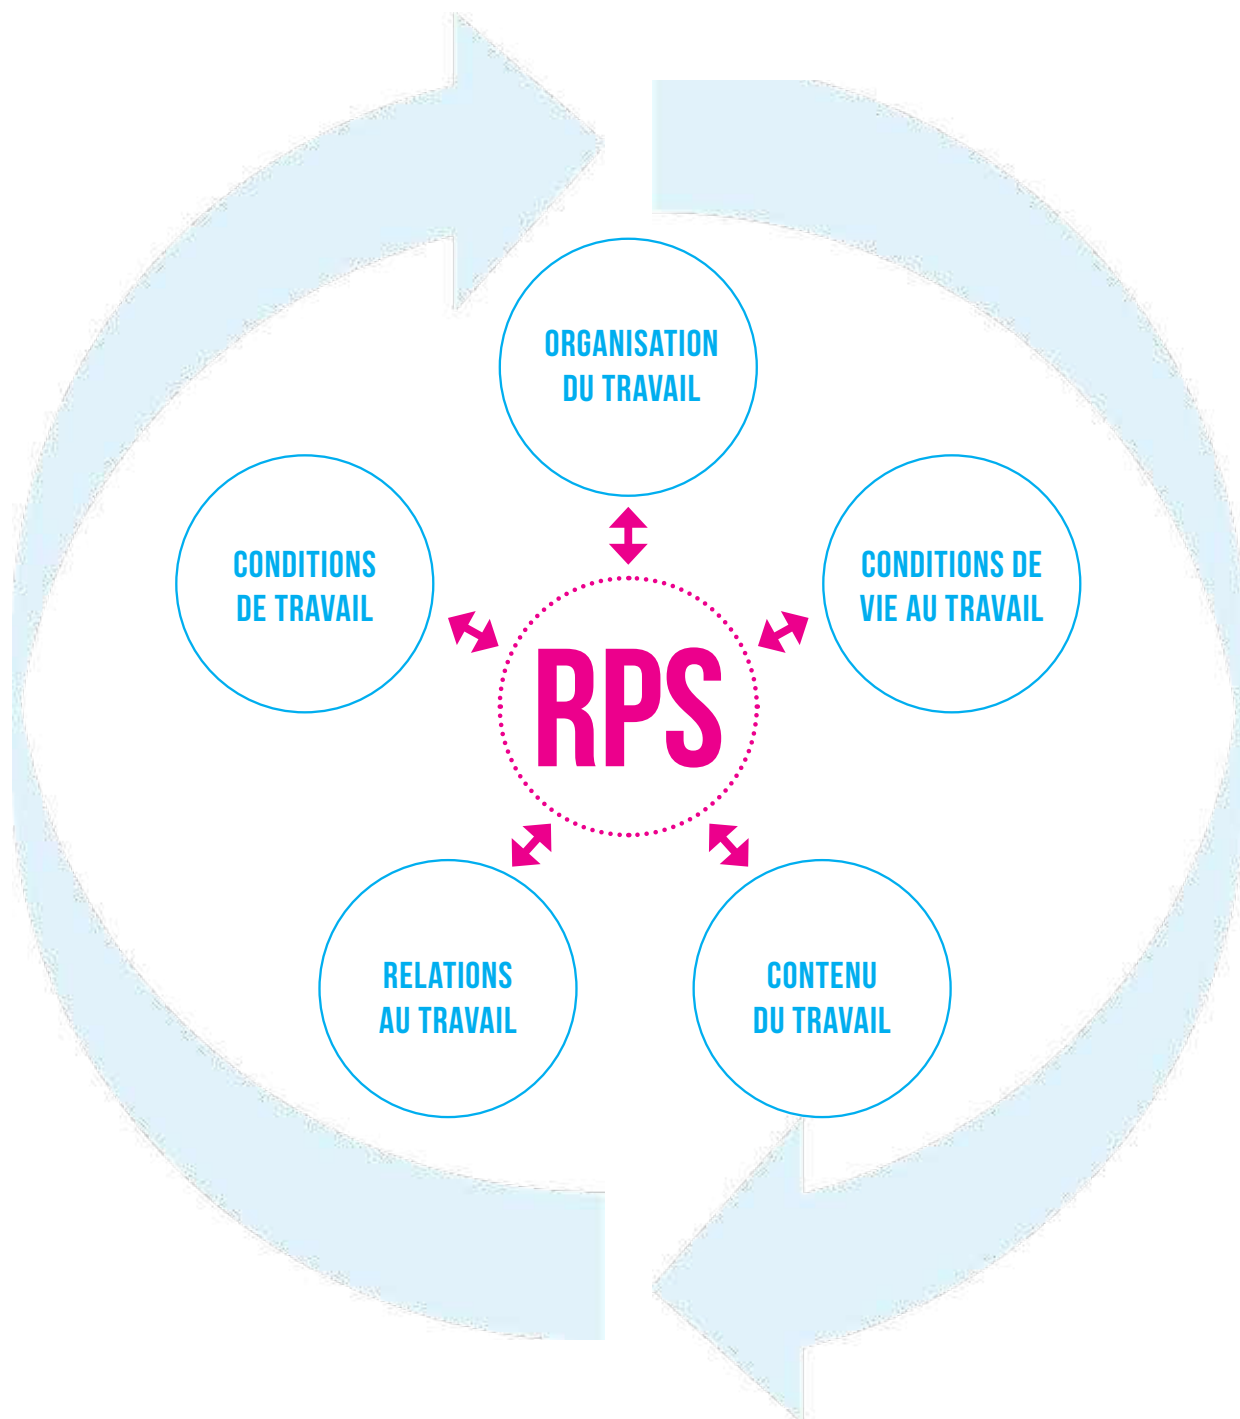 ORGANISATION
DU TRAVAIL
CONDITIONS
DE TRAVAIL
CONDITIONS DE
VIE AU TRAVAIL
RPS
RELATIONS
AU TRAVAIL
CONTENU
DU TRAVAIL